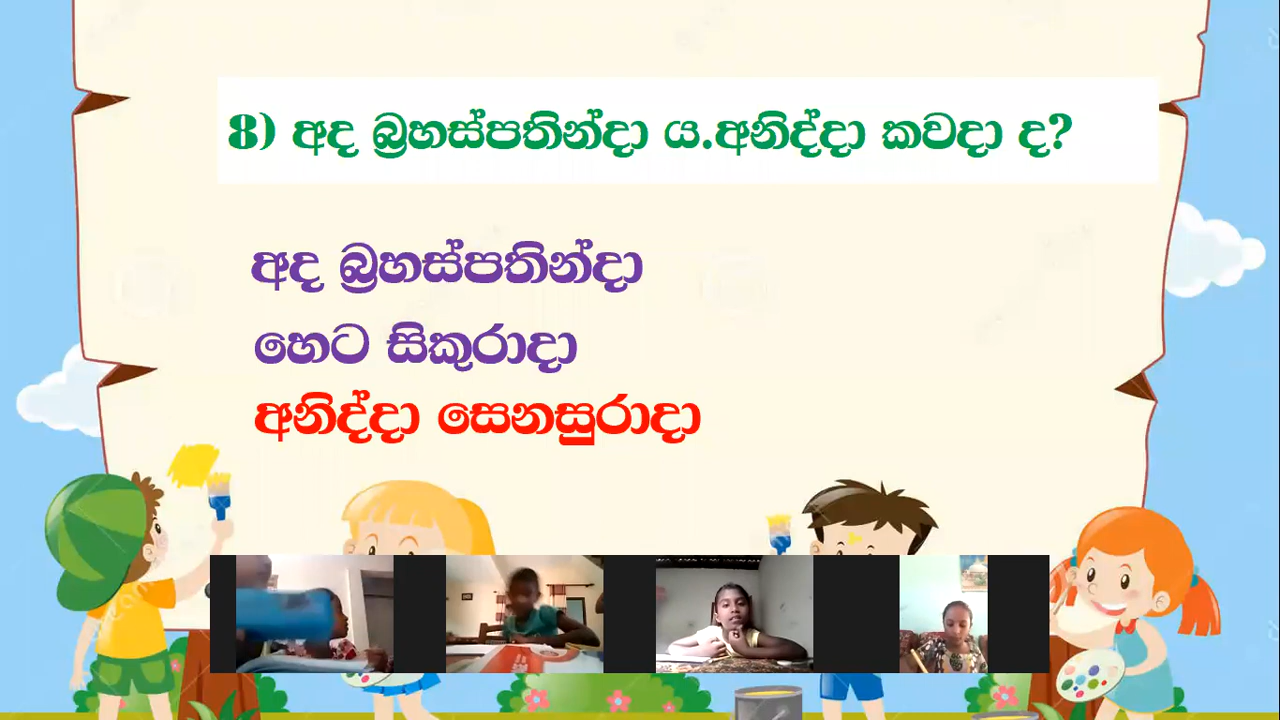 8) අද බ්‍රහස්පතින්දා ය.අනිද්දා කවදා ද?
අද බ්‍රහස්පතින්දා
හෙට සිකුරාදා
අනිද්දා සෙනසුරාදා